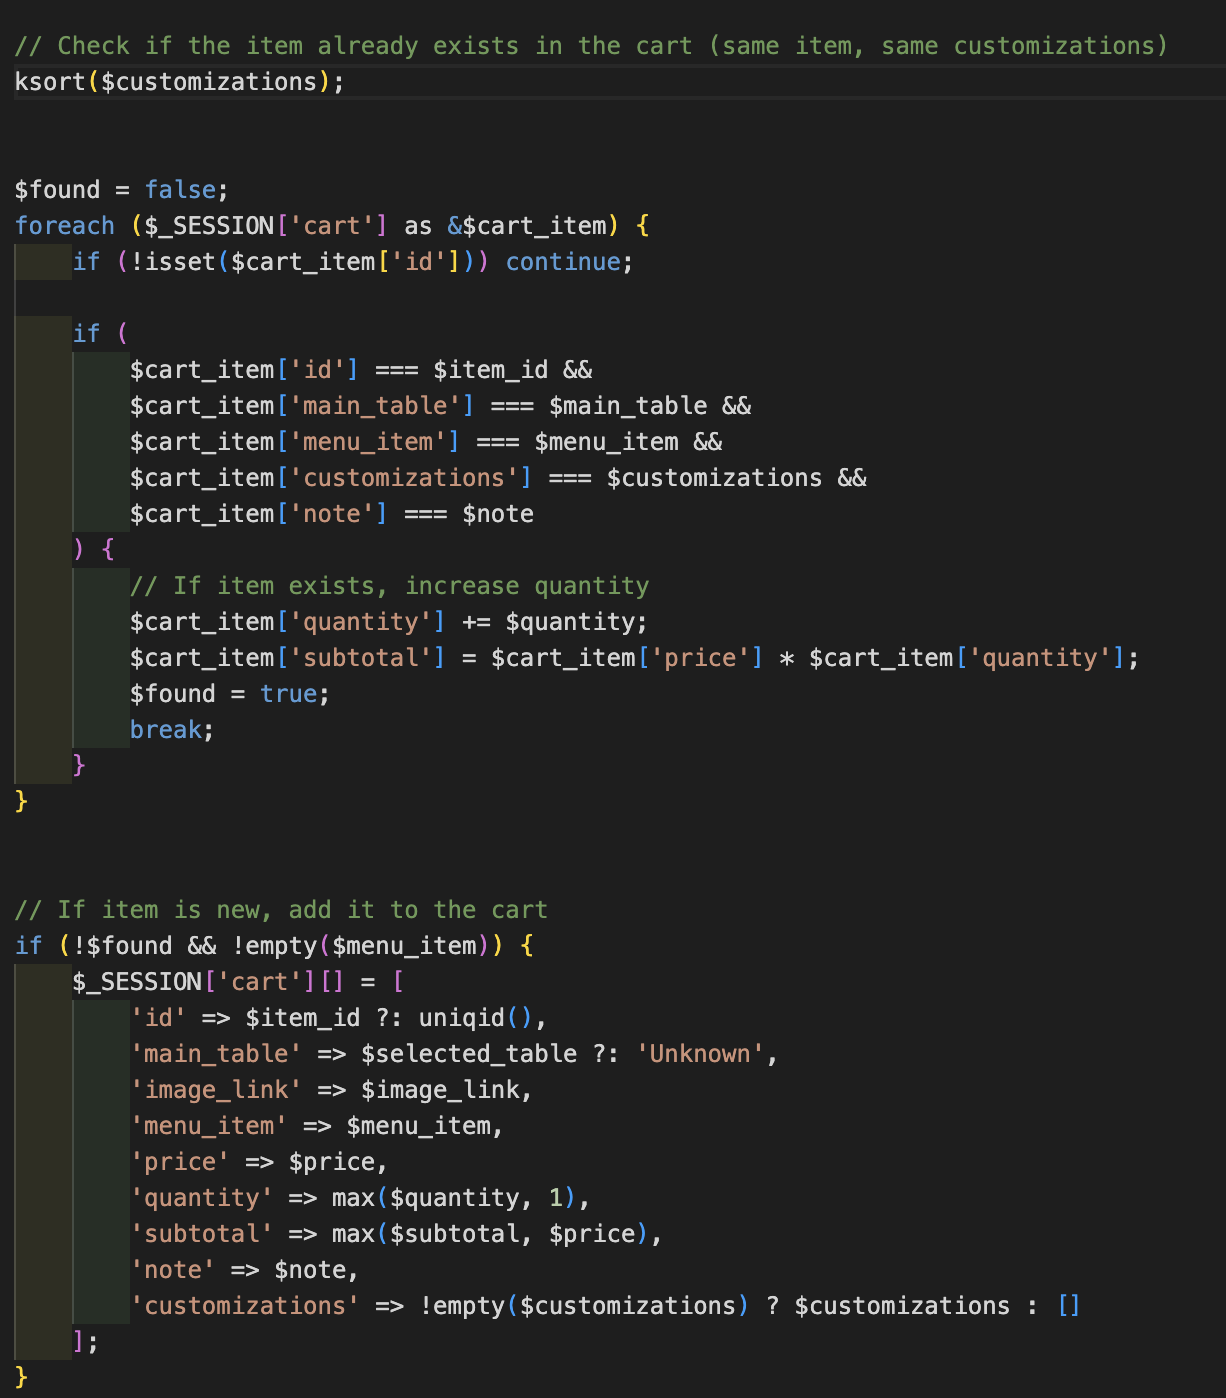 // Check if the item already exists in the cart (same item, same customizations)
ksort($customizations);
$found = false;
foreach ($_SESSION['cart'] as &$cart_item) {
if (!isset($cart_item['id'])) continue;
if (
$cart_item['id'] === $item_id &&
$cart_item['main_table'] === $main_table &&
$cart_item['menu_item'] === $menu_item &&
$cart_item['customizations'] === $customizations &&
$cart_item['note'] === $note
) {
// If item exists, increase quantity
$cart_item['quantity'] += $quantity;
$cart_item['subtotal'] = $cart_item['price'] * $cart_item['quantity'];
$found = true;
break;
}
}
// If item is new, add it to the cart
if (!$found && !empty($menu_item)) {
$_SESSION['cart'][] = [
'id' => $item_id ?: uniqid(),
'main_table' => $selected_table ?: 'Unknown',
'image_link' => $image_link,
'menu_item' => $menu_item,
'price' => $price,
'quantity' => max($quantity, 1),
'subtotal' => max($subtotal, $price),
'note' => $note,
'customizations' => !empty($customizations) ? $customizations : []
];
}